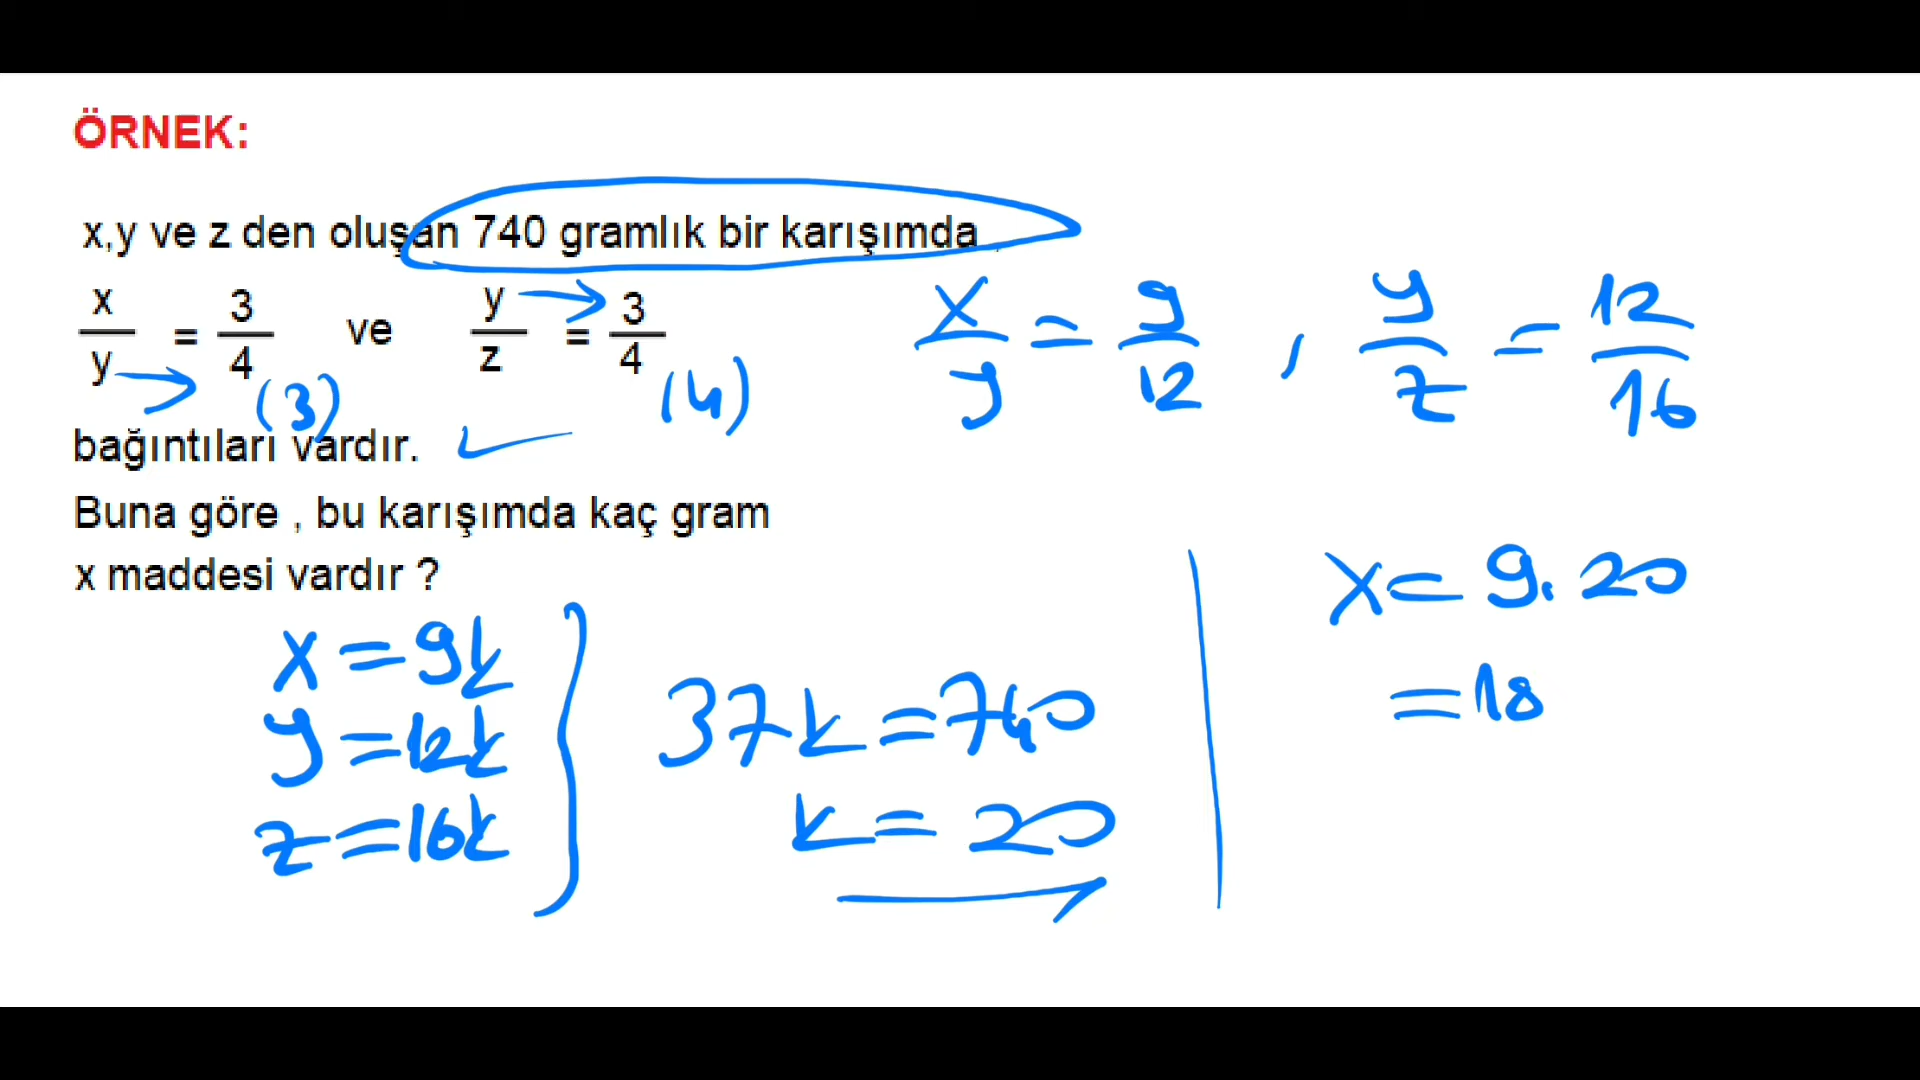 ÖRNEK:
x,y ve z den oluşan 740 gramlık bir karışımda ,
x/y = 3/4 ve y/z = 3/4
(3) (4)
x/y = 9/12 , y/z = 12/16
bağıntıları vardır.
Buna göre , bu karışımda kaç gram
x maddesi vardır ?
x = 9k
y = 12k
z = 16k
37k = 740
k = 20
x = 9.20
= 18